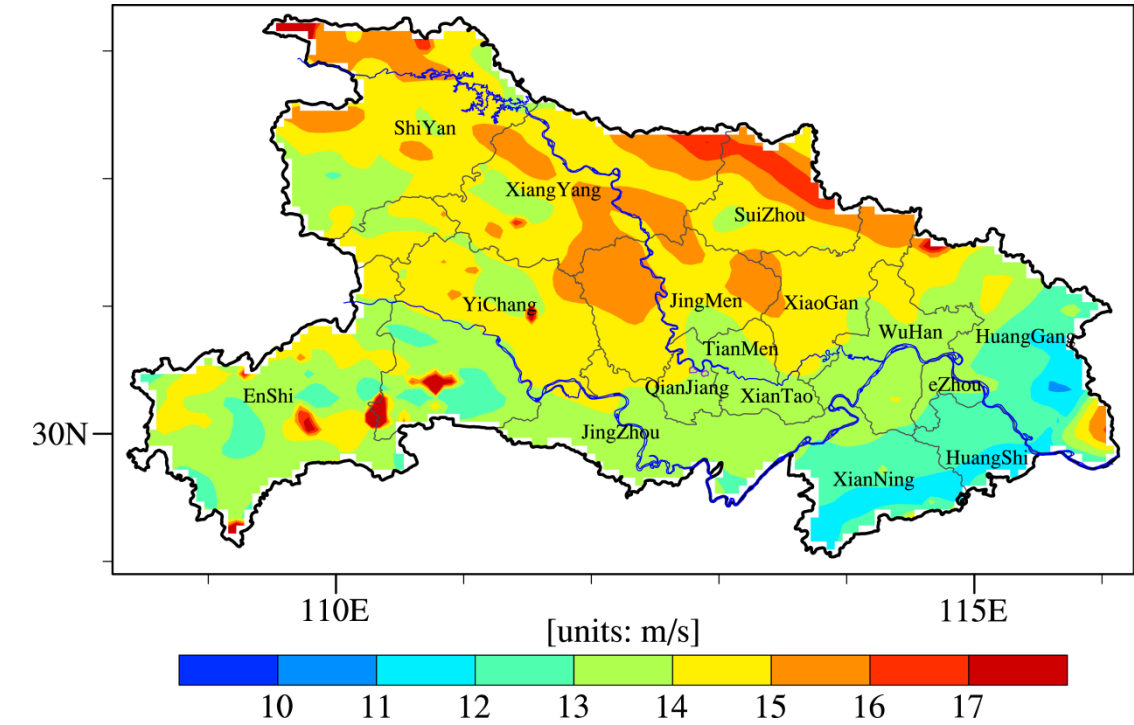 ShiYan
XiangYang
SuiZhou
YiChang
JingMen
XiaoGan
WuHan
HuangGang
TianMen
EnShi
QianJiang
XianTao
eZhou
30N
JingZhou
XianNing
HuangShi
110E
115E
[units: m/s]
10 11 12 13 14 15 16 17